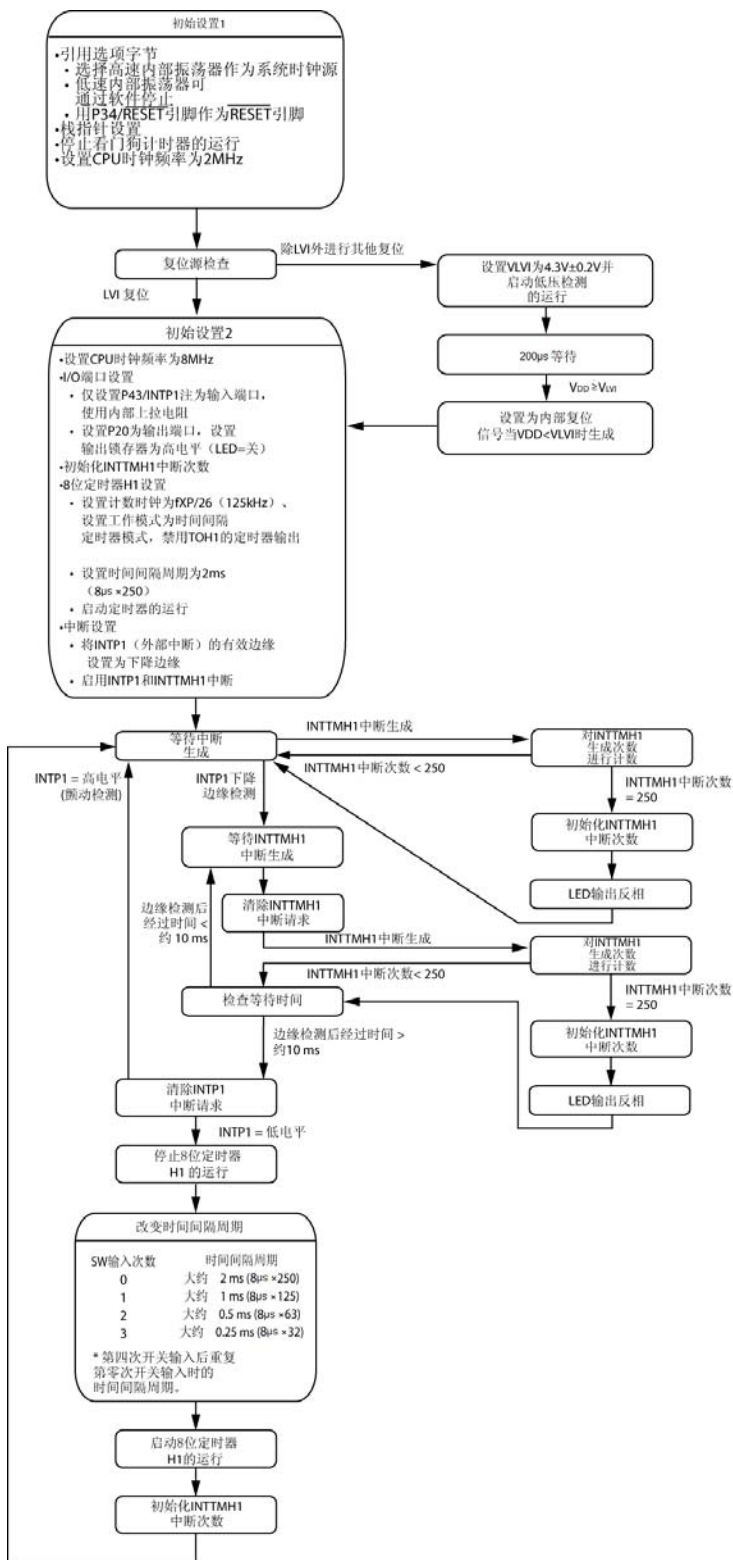 初始设置1
•引用选项字节
• 选择高速内部振荡器作为系统时钟源
• 低速内部振荡器可
通过软件停止
• 用P34/RESET引脚作为RESET引脚
•栈指针设置
•停止看门狗计时器的运行
•设置CPU时钟频率为2MHz
复位源检查
除LVI外进行其他复位
LVI 复位
设置VLVI为4.3V±0.2V并
启动低压检测
的运行
200μs 等待
VDD ≧VLVI
设置为内部复位
信号当VDD<VLVI时生成
初始设置2
•设置CPU时钟频率为8MHz
•I/O端口设置
• 仅设置P43/INTP1注为输入端口，
使用内部上拉电阻
• 设置P20为输出端口，设置
输出锁存器为高电平（LED=关）
•初始化INTTMH1中断次数
•8位定时器H1设置
• 设置计数时钟为fXP/26（125kHz）、
设置工作模式为时间间隔
定时器模式，禁用TOH1的定时器输出
• 设置时间间隔周期为2ms
（8μs ×250）
• 启动定时器的运行
•中断设置
• 将INTP1（外部中断）的有效边缘
设置为下降边缘
• 启用INTP1和INTTMH1中断
等待中断
生成
INTTMH1中断生成
INTTMH1中断次数 < 250
对INTTMH1
生成次数
进行计数
INTP1 = 高电平
(颤动检测)
INTP1下降
边缘检测
INTTMH1中断次数
= 250
初始化INTTMH1
中断次数
LED输出反相
等待INTTMH1
中断生成
边缘检测后
经过时间 <
约 10 ms
清除INTTMH1
中断请求
INTTMH1中断生成
INTTMH1中断次数< 250
对INTTMH1
生成次数
进行计数
检查等待时间
INTTMH1中断次数
= 250
初始化INTTMH1
中断次数
LED输出反相
边缘检测后经过时间 >
约10 ms
清除INTP1
中断请求
INTP1 = 低电平
停止8位定时器
H1 的运行
改变时间间隔周期
SW输入次数 时间间隔周期
0 大约 2 ms (8μs ×250)
1 大约 1 ms (8μs ×125)
2 大约 0.5 ms (8μs ×63)
3 大约 0.25 ms (8μs ×32)
* 第四次开关输入后重复
第零次开关输入时的
时间间隔周期。
启动8位定时器
H1的运行
初始化INTTMH1
中断次数